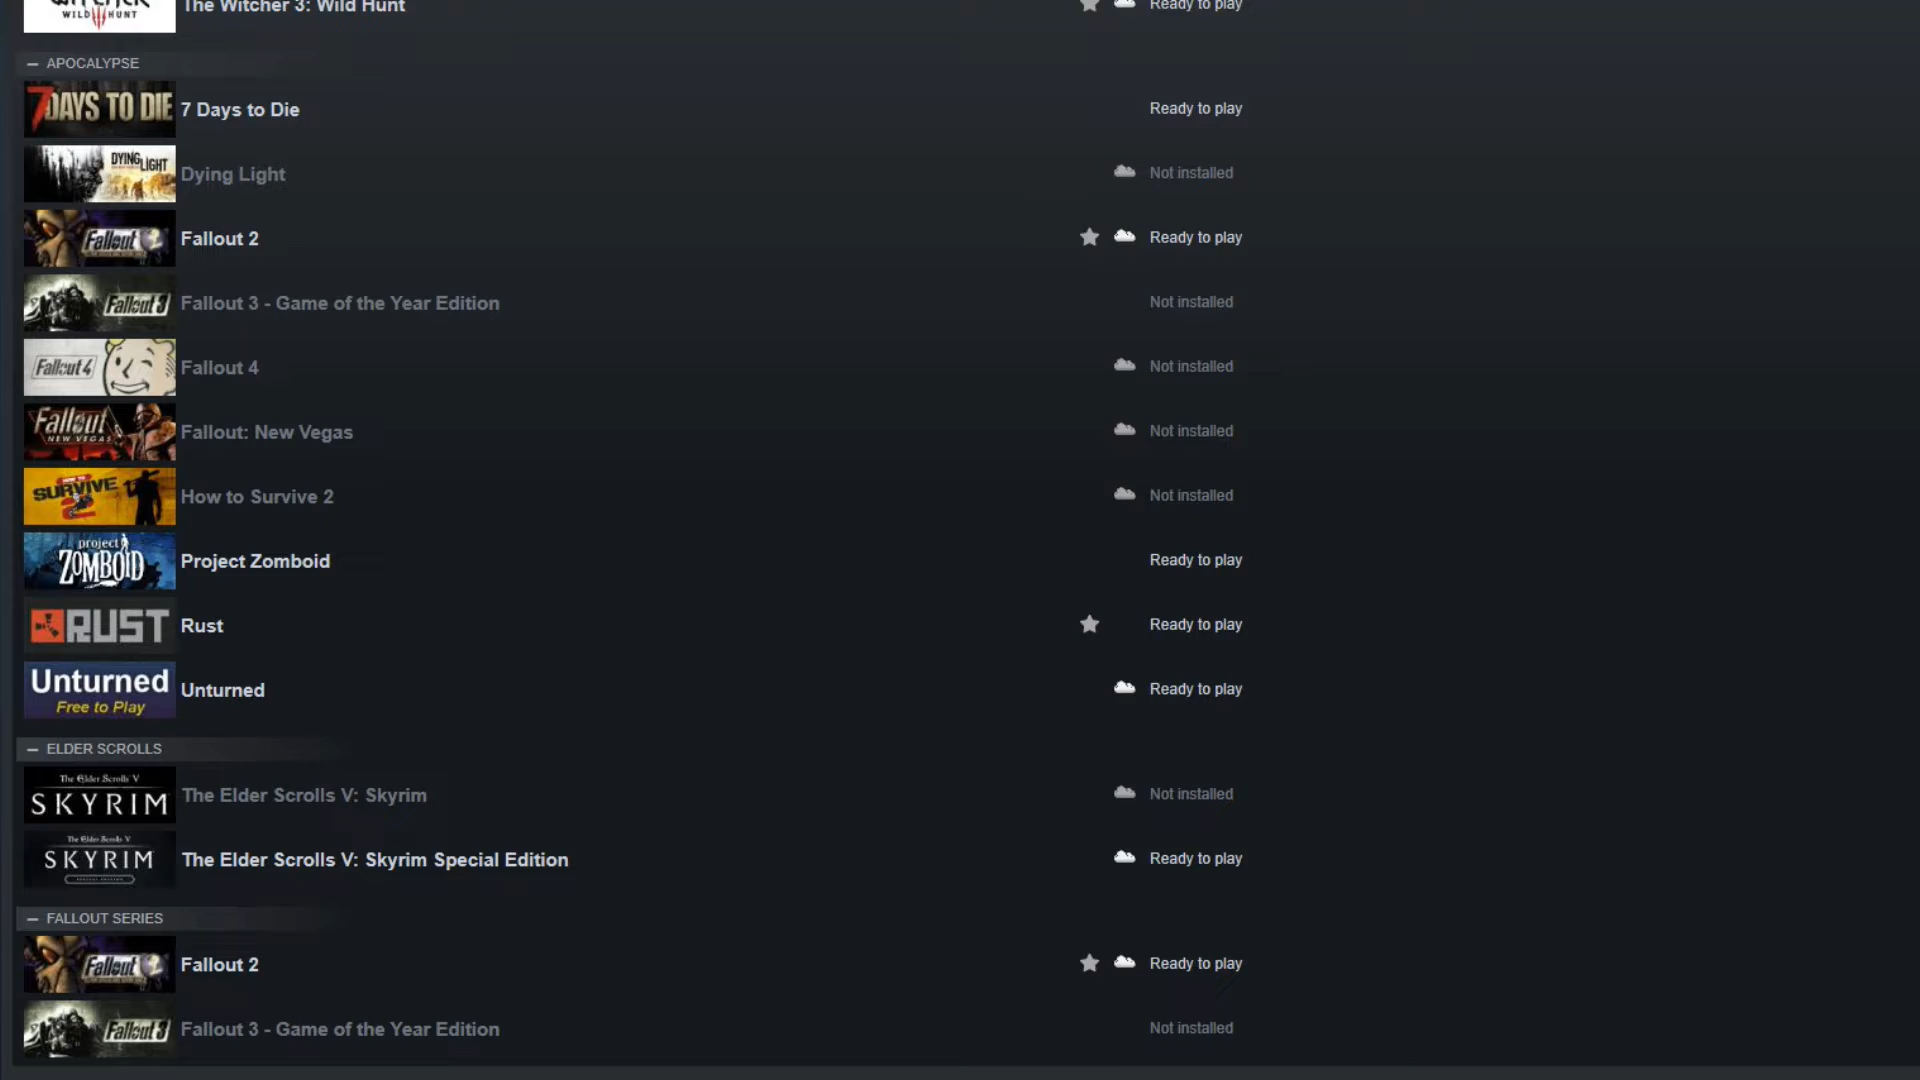 WILD HUNT
The Witcher 3: Wild Hunt
Ready to play
— APOCALYPSE
7 DAYS TO DIE
7 Days to Die
Ready to play
DYING LIGHT
Dying Light
Not installed
Fallout 2
Fallout 2
Ready to play
Fallout 3
Fallout 3 - Game of the Year Edition
Not installed
Fallout 4
Fallout 4
Not installed
Fallout
NEW VEGAS
Fallout: New Vegas
Not installed
SURVIVE
2
How to Survive 2
Not installed
project
ZOMBOID
Project Zomboid
Ready to play
RUST
Rust
Ready to play
Unturned
Free to Play
Unturned
Ready to play
— ELDER SCROLLS
The Elder Scrolls V
SKYRIM
The Elder Scrolls V: Skyrim
Not installed
The Elder Scrolls V
SKYRIM
The Elder Scrolls V: Skyrim Special Edition
Ready to play
— FALLOUT SERIES
Fallout 2
Fallout 2
Ready to play
Fallout 3
Fallout 3 - Game of the Year Edition
Not installed